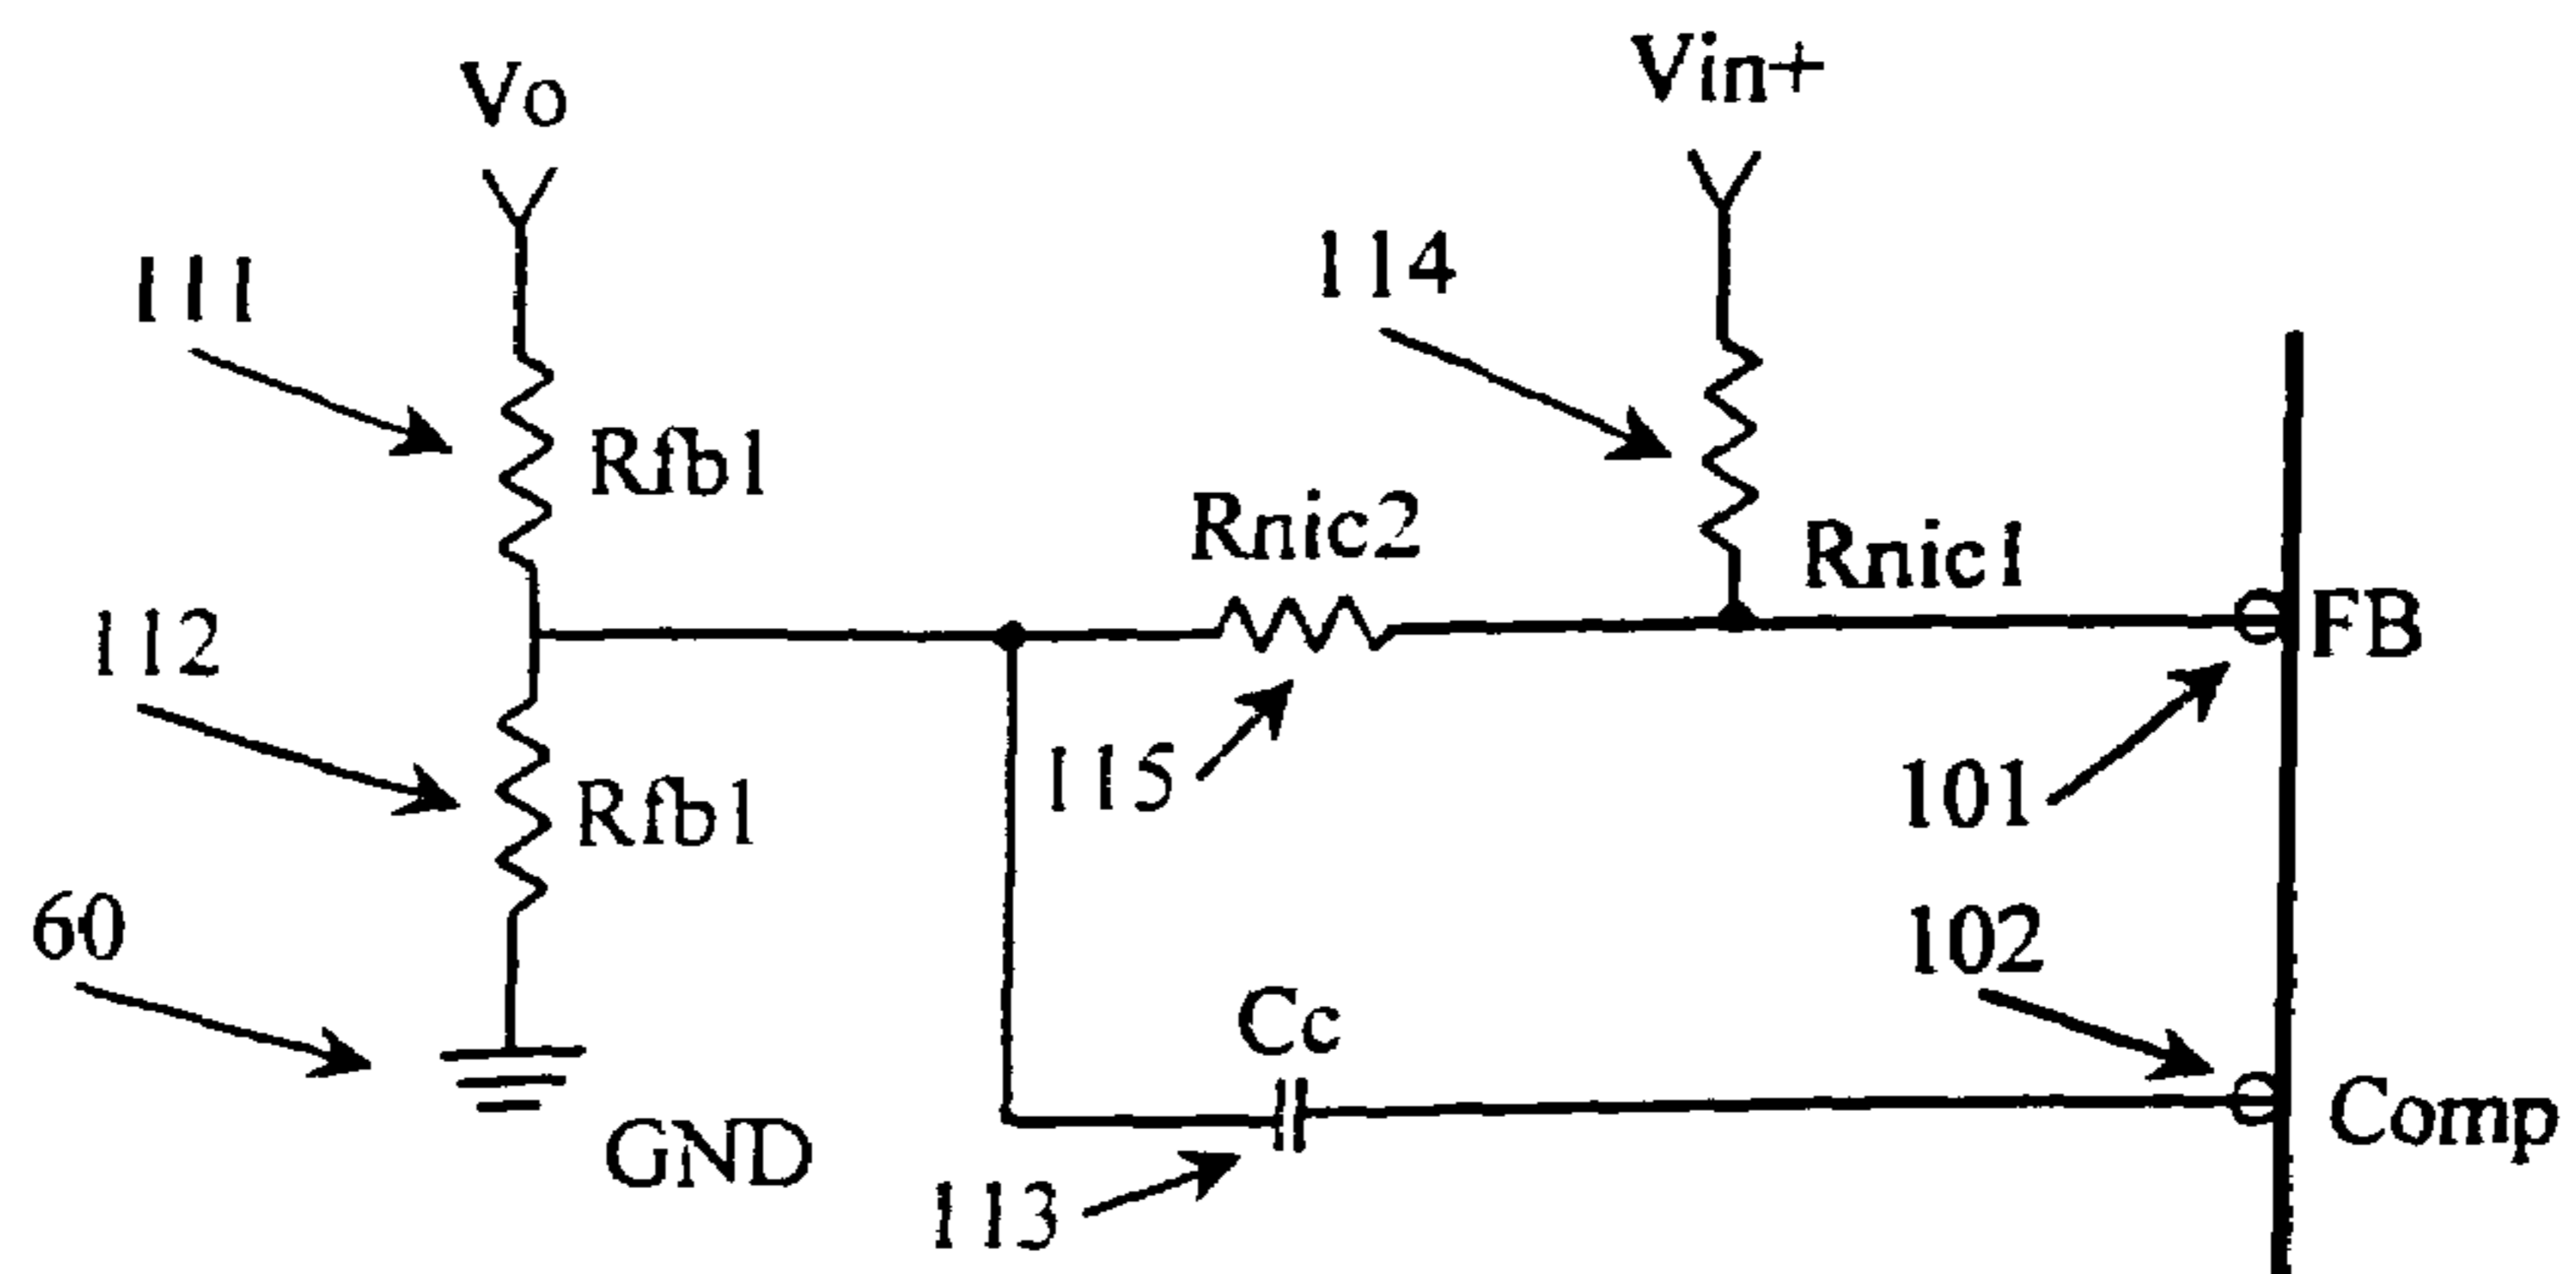 Vo
Vin+
111
114
Rfb1
Rnic2
Rnic1
FB
112
115
101
Rfb1
60
102
Cc
Comp
GND
113